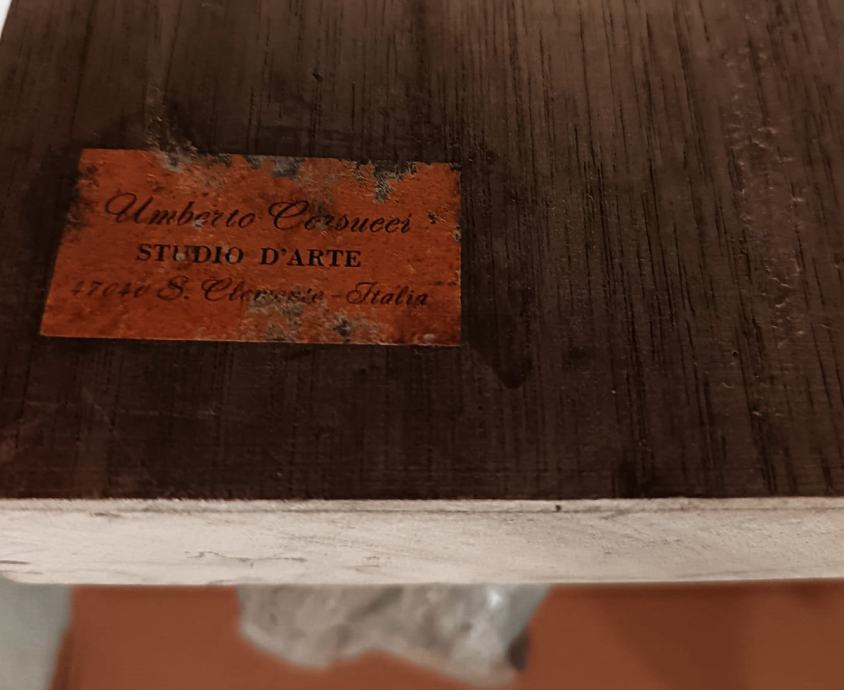 Umberto Corsucci
STUDIO D'ARTE
47040 S. Clemente - Italia